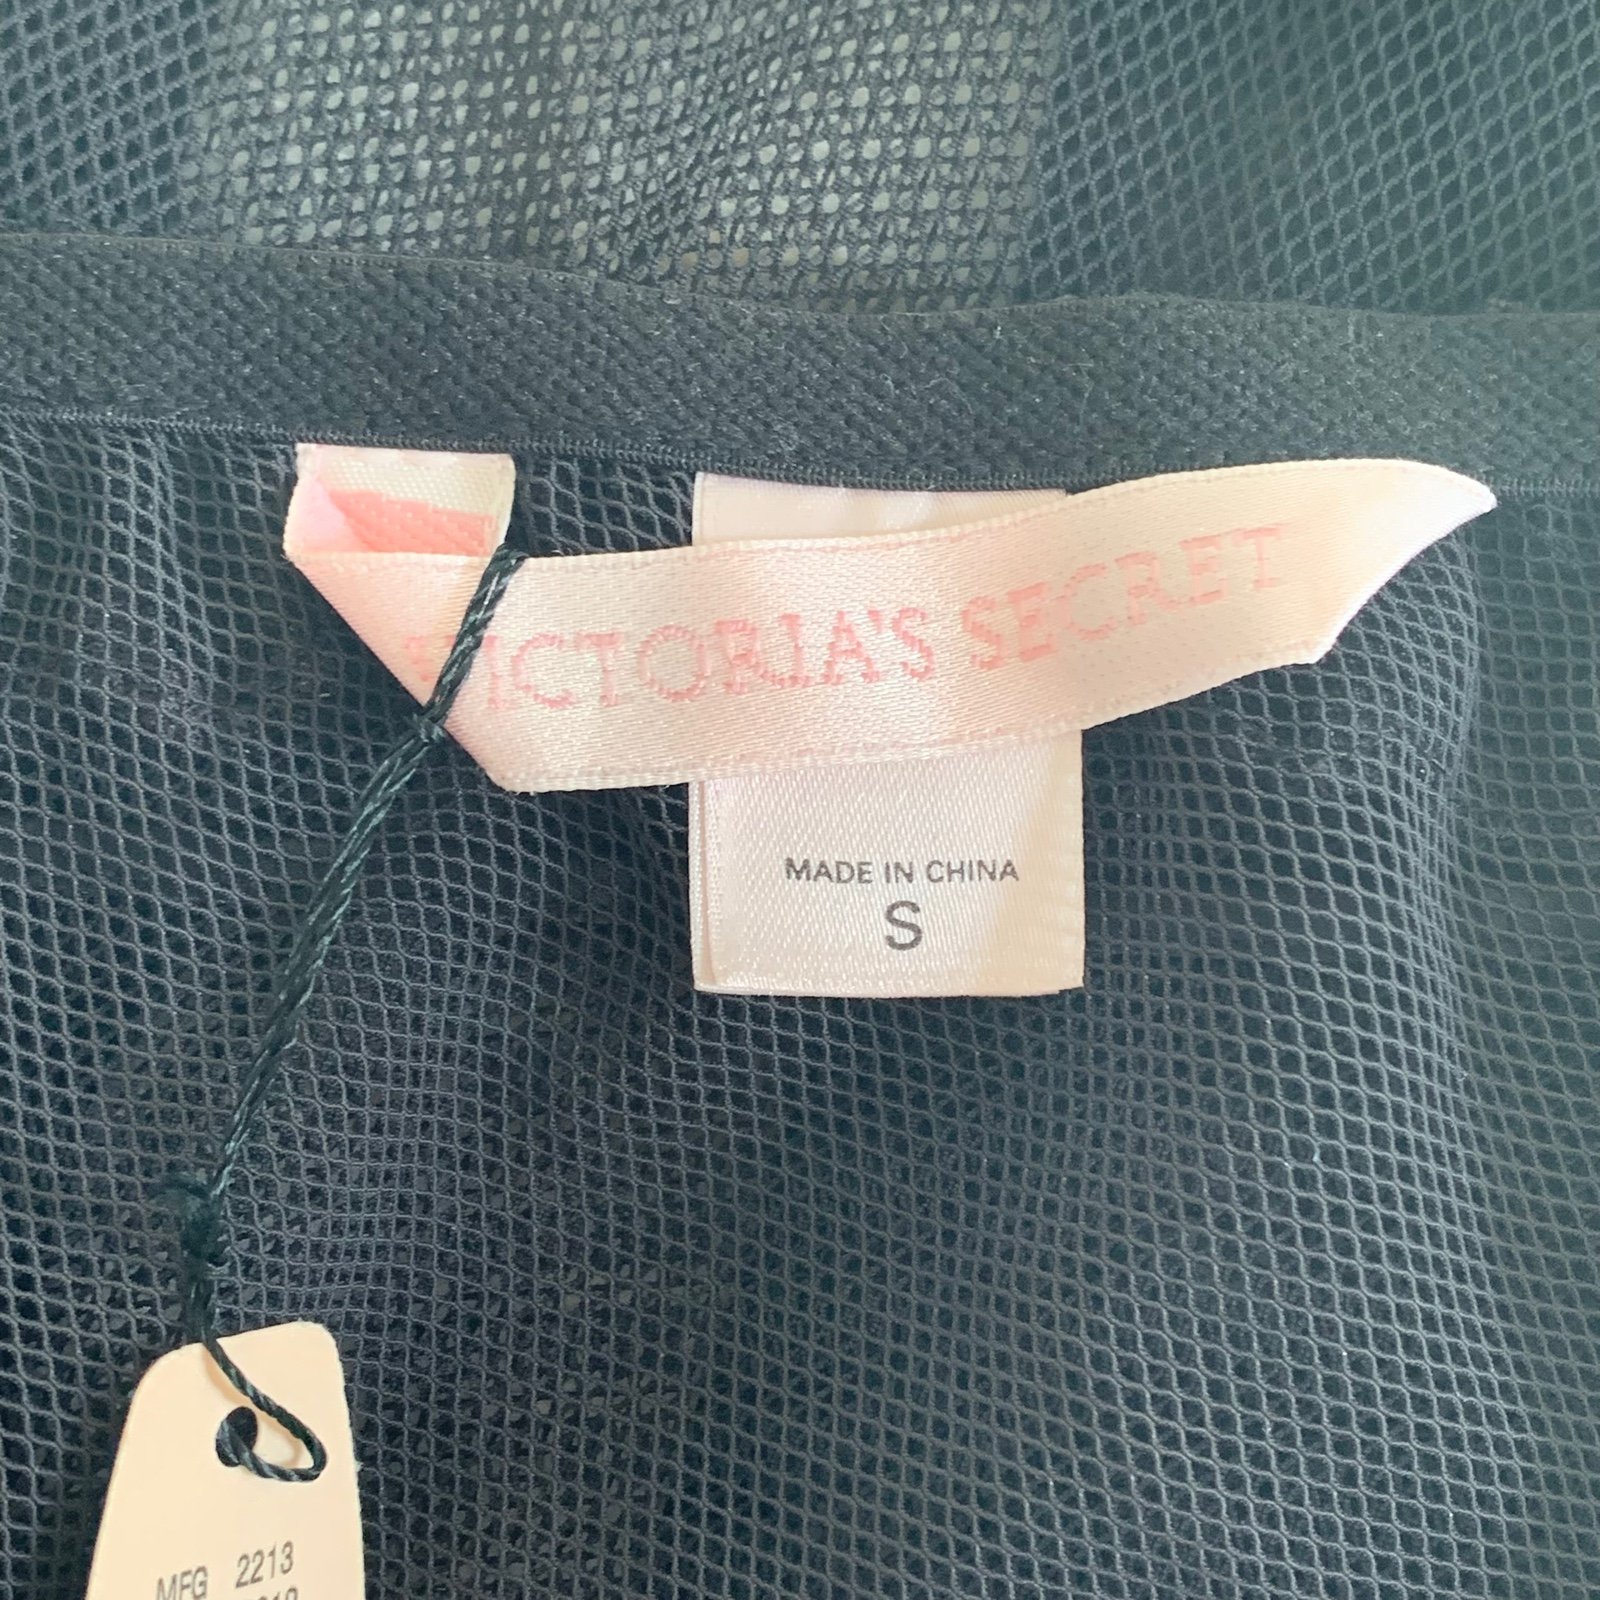 VICTORIA'S SECRET
MADE IN CHINA
S
MFG 2213